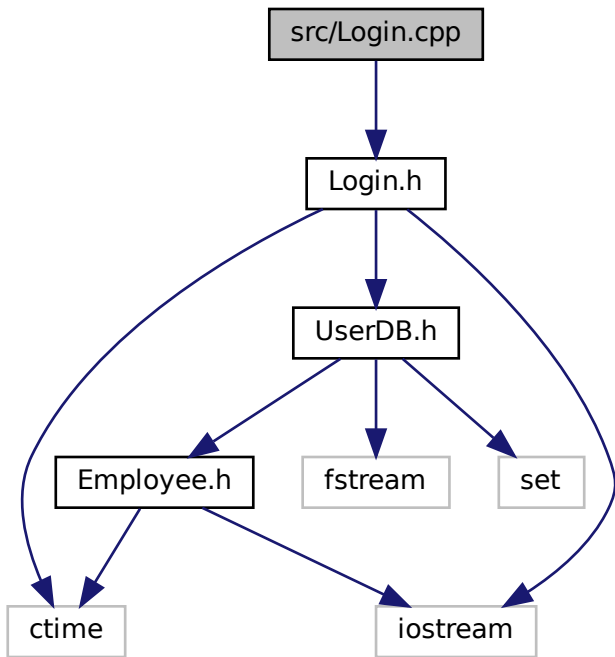 src/Login.cpp
Login.h
UserDB.h
Employee.h
fstream
set
ctime
iostream